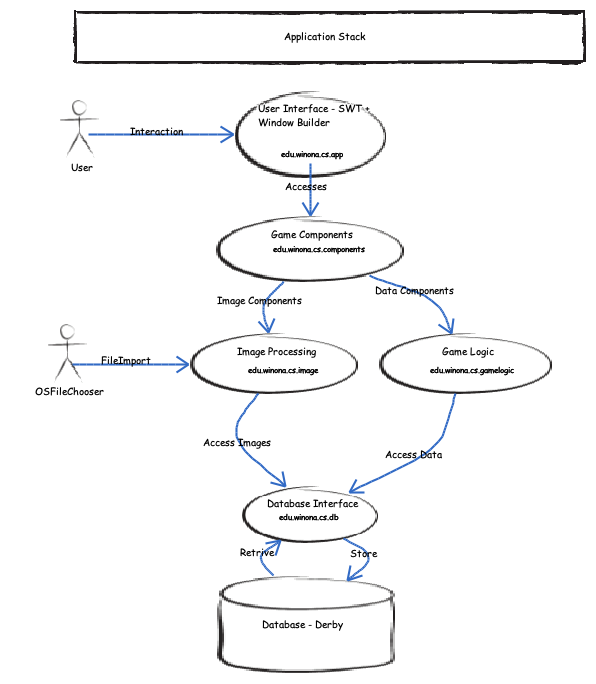 Application Stack
User Interface - SWT +
Window Builder
edu.winona.cs.app
Interaction
User
Accesses
Game Components
edu.winona.cs.components
Image Components
Data Components
Image Processing
edu.winona.cs.image
Game Logic
edu.winona.cs.gamelogic
FileImport
OSFileChooser
Access Images
Access Data
Database Interface
edu.winona.cs.db
Retrive
Store
Database - Derby